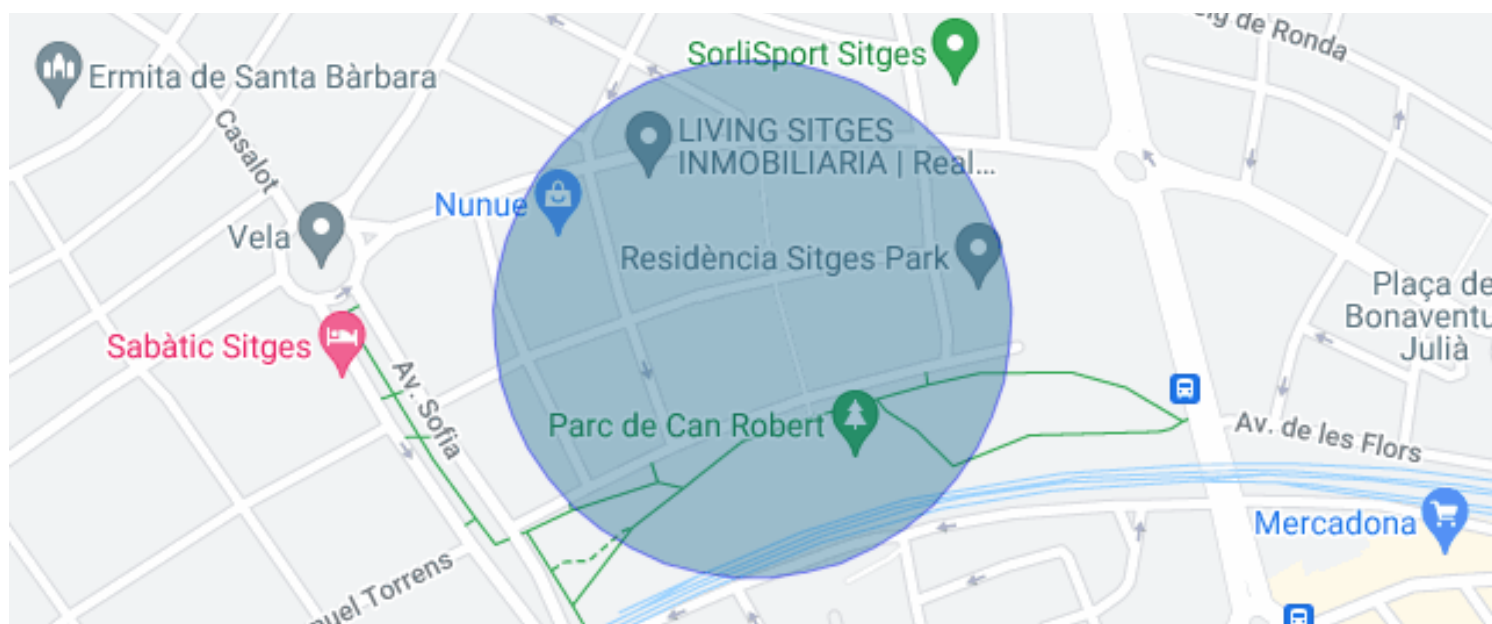 ig de Ronda
SorliSport Sitges
Ermita de Santa Bàrbara
LIVING SITGES
INMOBILIARIA | Real...
Casalot
Nunue
Vela
Residència Sitges Park
Plaça de
Bonaventu
Julià
Sabàtic Sitges
Av. Sofia
Parc de Can Robert
Av. de les Flors
Mercadona
nuel Torrens